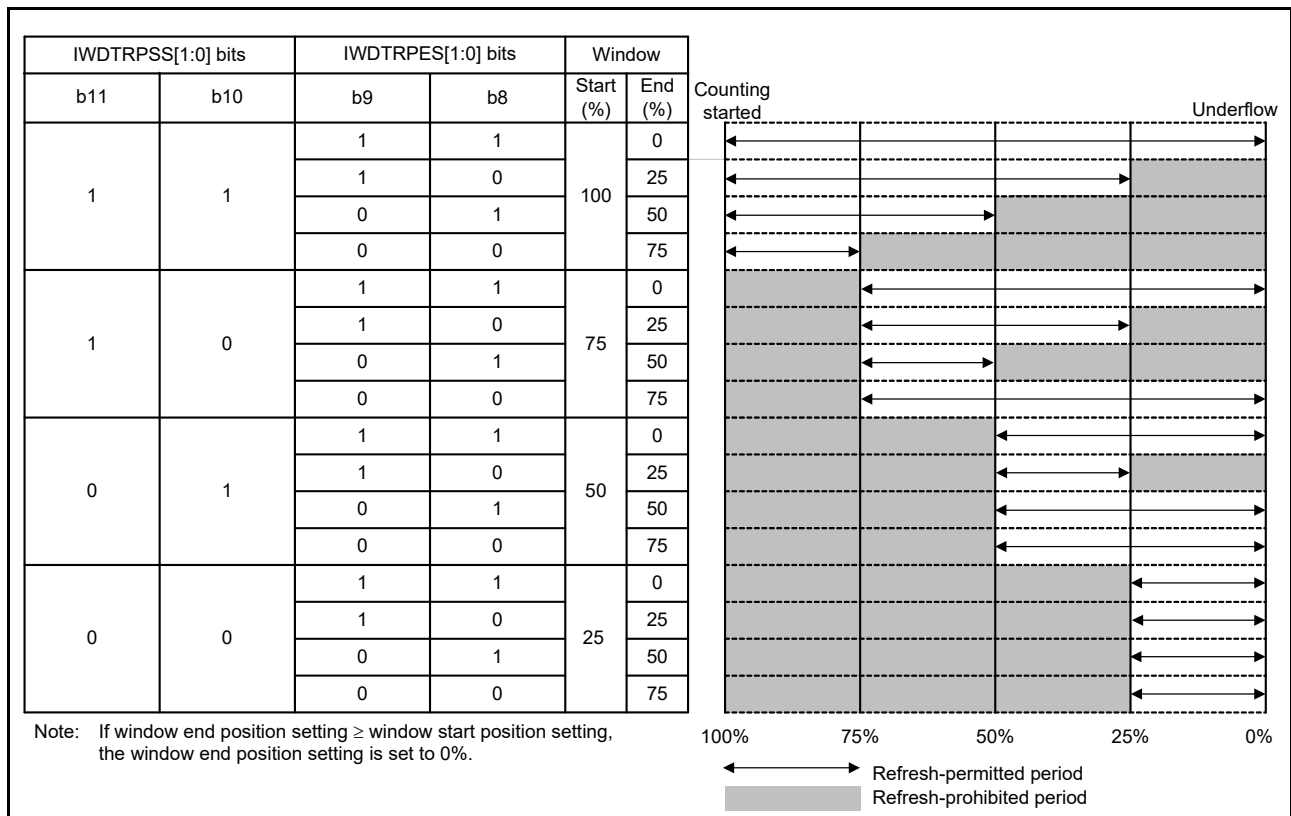 IWDTRPSS[1:0] bits IWDTRPES[1:0] bits Window
b11 b10 b9 b8 Start (%) End (%)
Counting started Underflow
1 1 0
1 0 25
1 1 100
0 1 50
0 0 75
1 1 0
1 0 25
1 0 75
0 1 50
0 0 75
1 1 0
1 0 25
0 1 50
0 1 50
0 0 75
1 1 0
1 0 25
0 0 25
0 1 50
0 0 75
Note: If window end position setting ≥ window start position setting,
the window end position setting is set to 0%.
100% 75% 50% 25% 0%
Refresh-permitted period
Refresh-prohibited period